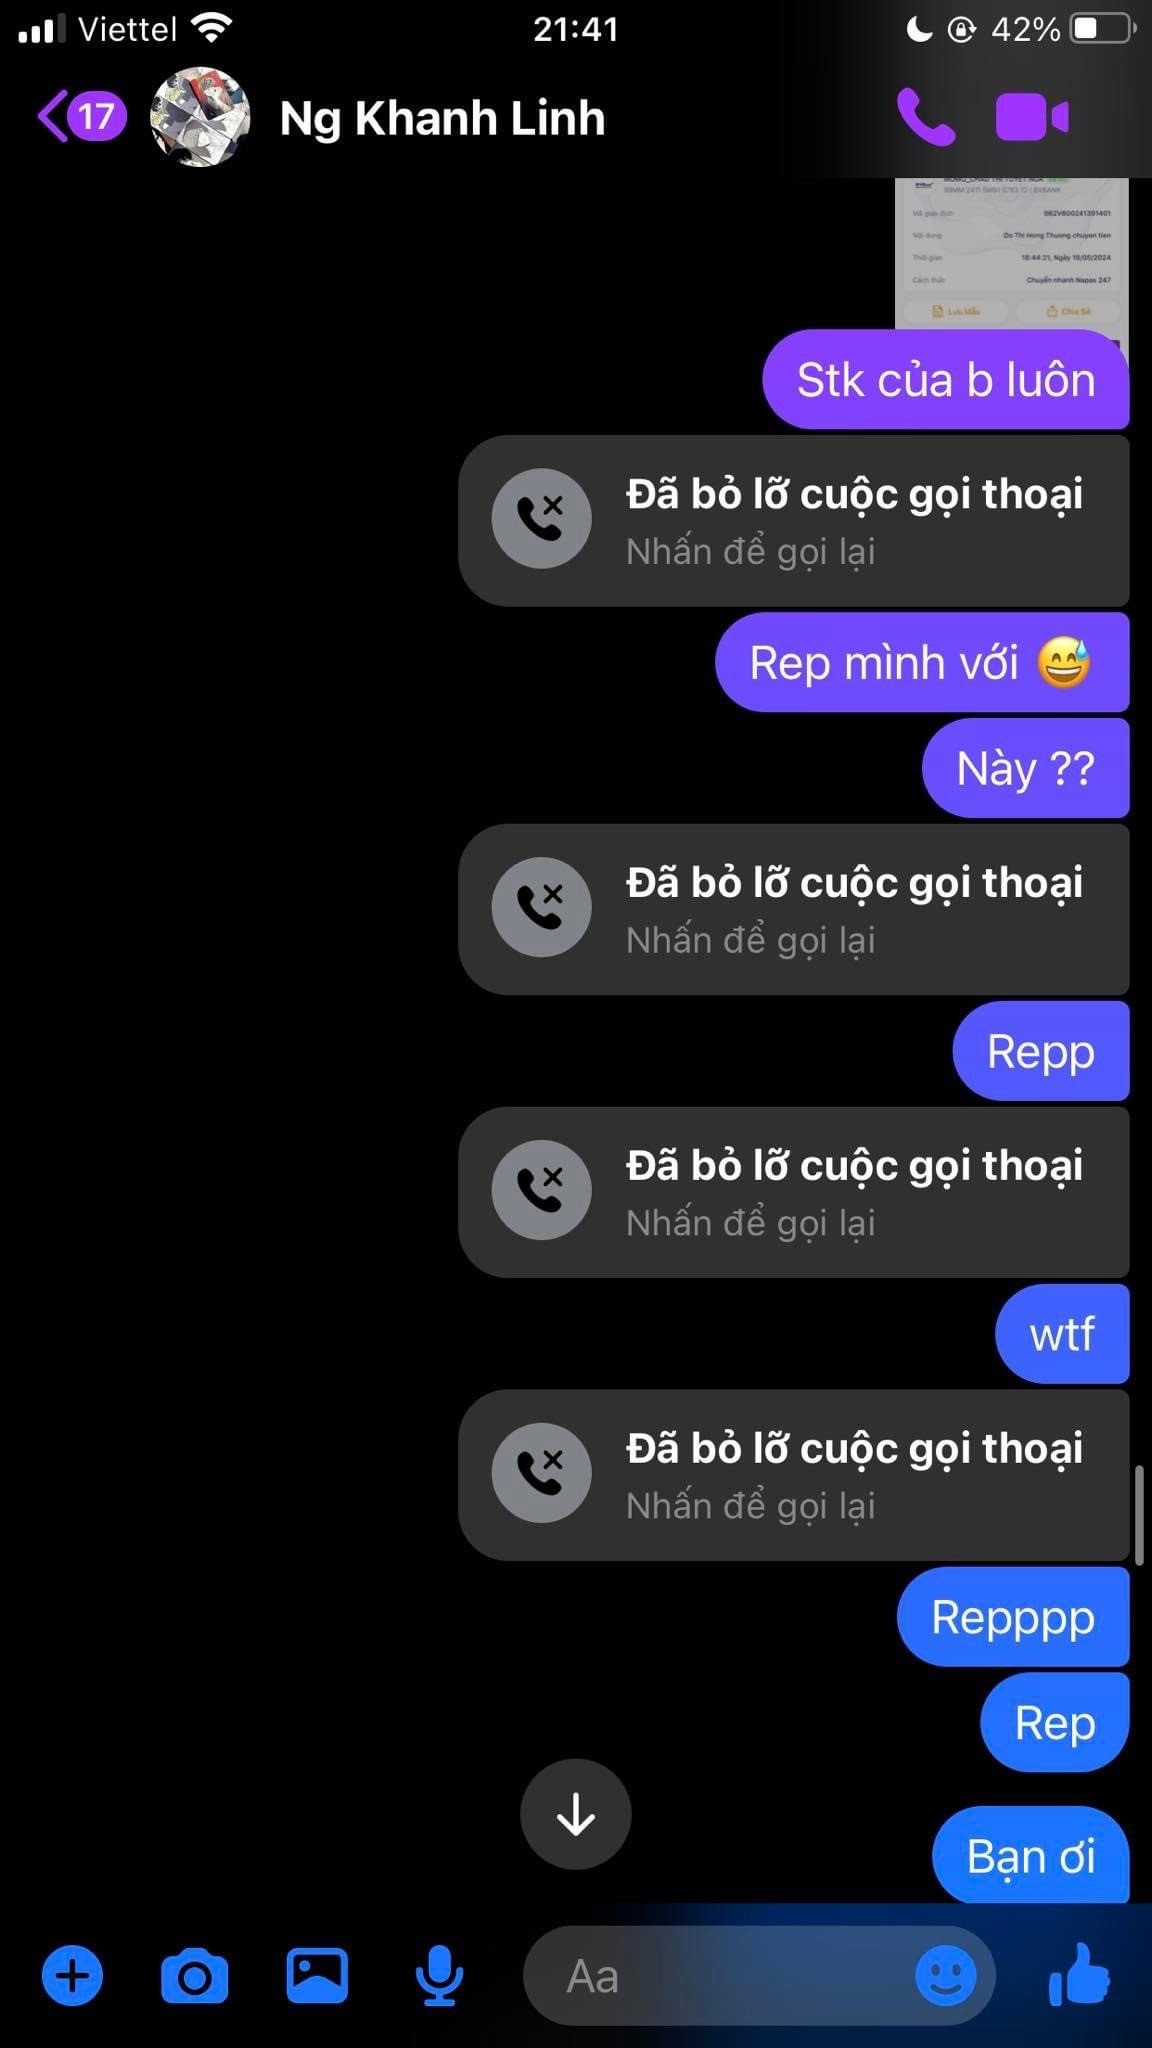 Viettel
21:41
42%
17
Ng Khanh Linh
Mã giao dịch
Nội dung
Do Thi Hong Thuong chuyen tien
Thời gian
18:44:21, Ngày 18/05/2024
Cách thức
Chuyển nhanh Napas 247
Lưu Mẫu
Chia Sẻ
Stk của b luôn
Đã bỏ lỡ cuộc gọi thoại
Nhấn để gọi lại
Rep mình với 😅
Này ??
Đã bỏ lỡ cuộc gọi thoại
Nhấn để gọi lại
Repp
Đã bỏ lỡ cuộc gọi thoại
Nhấn để gọi lại
wtf
Đã bỏ lỡ cuộc gọi thoại
Nhấn để gọi lại
Repppp
Rep
Bạn ơi
Aa